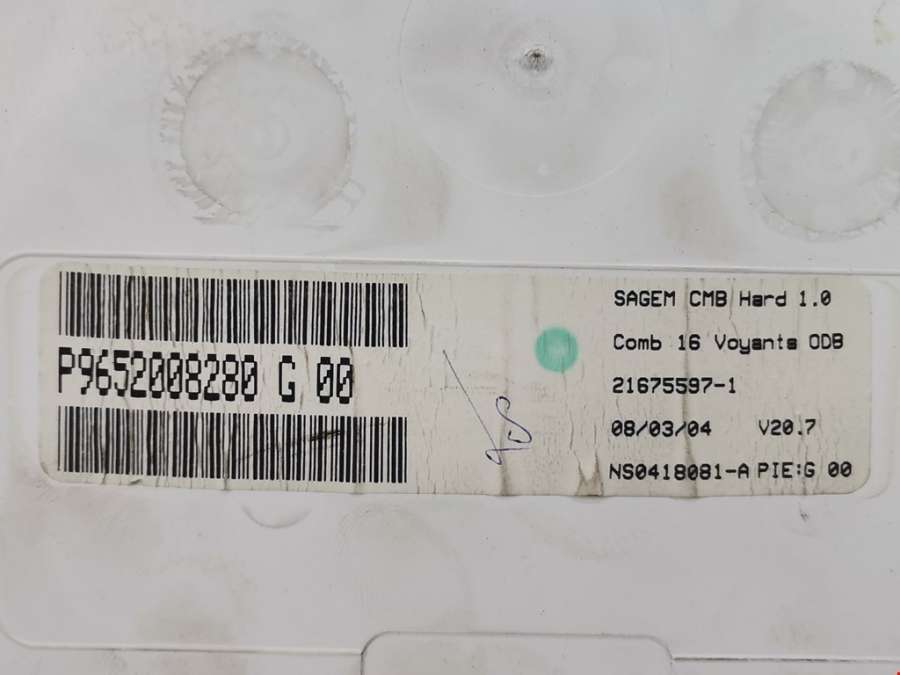 P9652008280 G 00
SAGEM CMB Hard 1.0
Comb 16 Voyants ODB
21675597-1
08/03/04 V20.7
NS0418081-A PIE:G 00